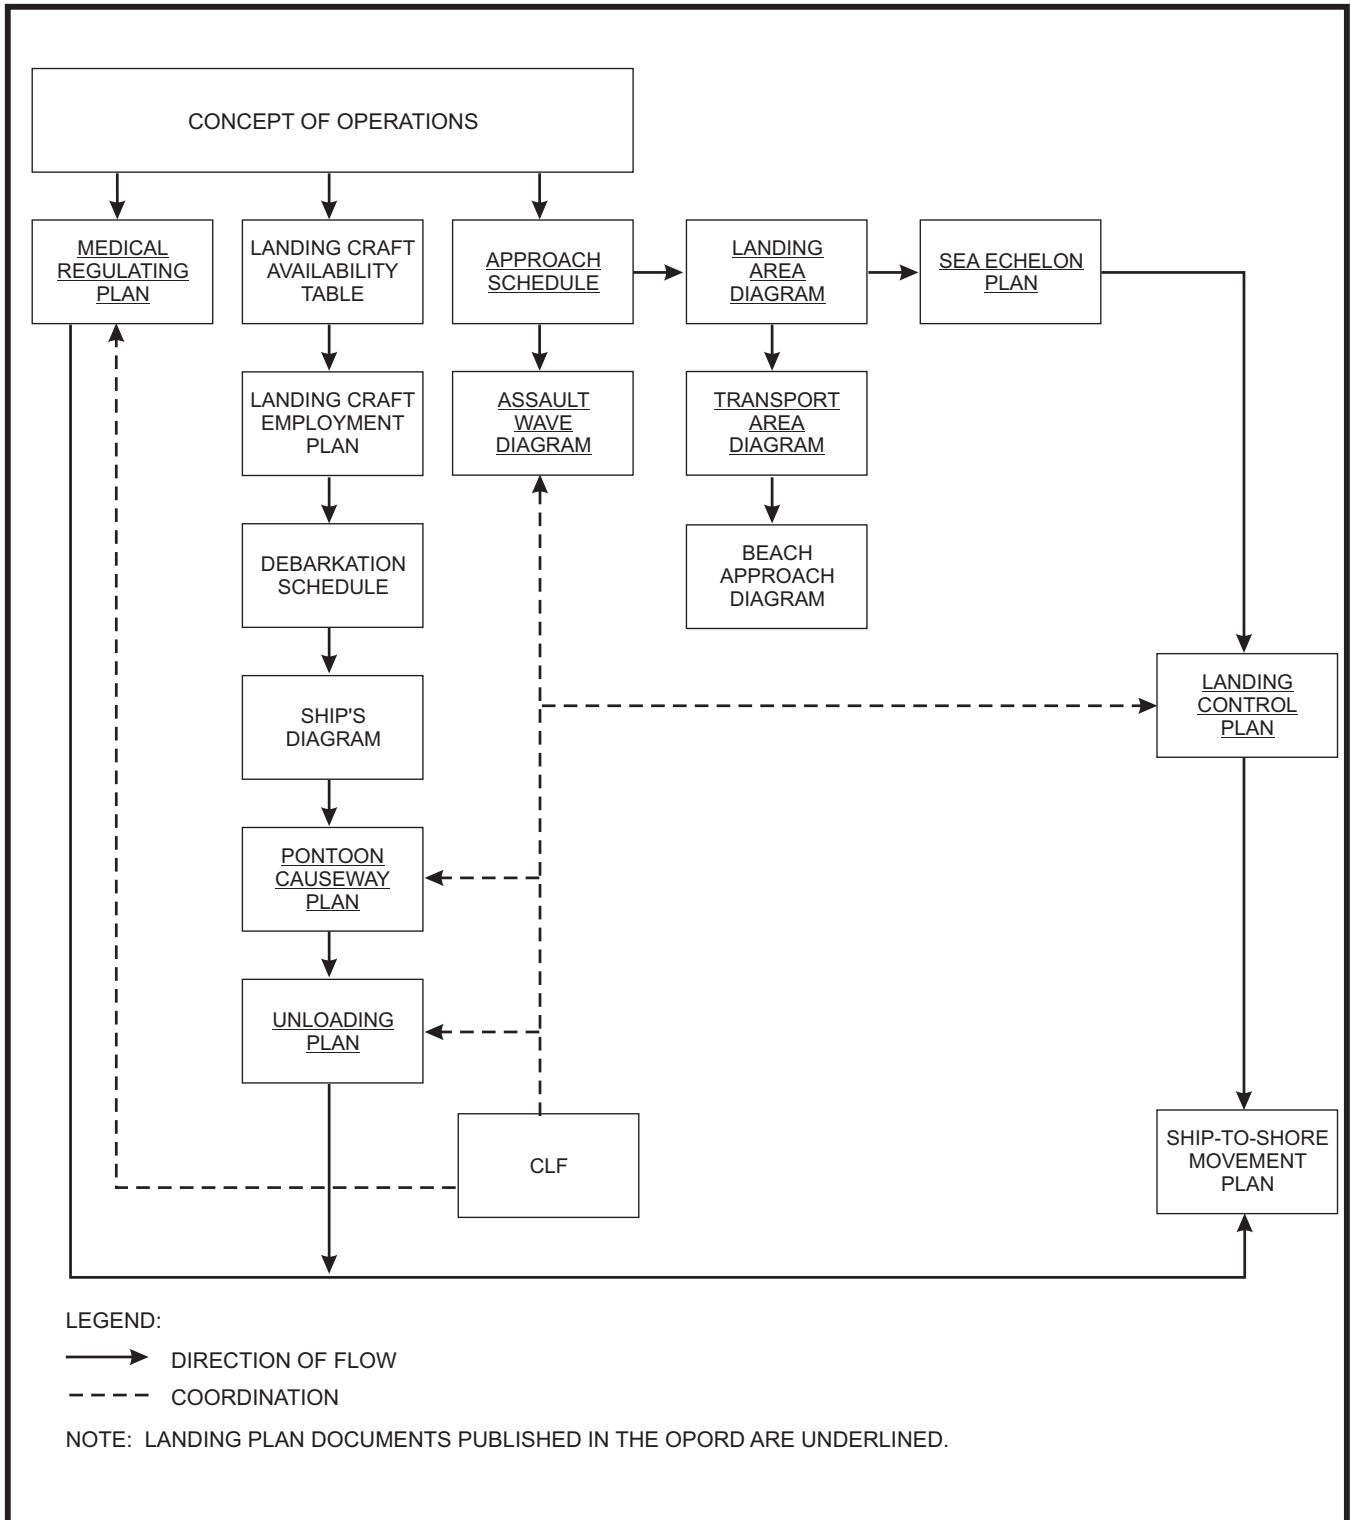 CONCEPT OF OPERATIONS
MEDICAL
REGULATING
PLAN
LANDING CRAFT
AVAILABILITY
TABLE
APPROACH
SCHEDULE
LANDING
AREA
DIAGRAM
SEA ECHELON
PLAN
LANDING CRAFT
EMPLOYMENT
PLAN
ASSAULT
WAVE
DIAGRAM
TRANSPORT
AREA
DIAGRAM
DEBARKATION
SCHEDULE
BEACH
APPROACH
DIAGRAM
SHIP'S
DIAGRAM
LANDING
CONTROL
PLAN
PONTOON
CAUSEWAY
PLAN
UNLOADING
PLAN
CLF
SHIP-TO-SHORE
MOVEMENT
PLAN
LEGEND:
DIRECTION OF FLOW
COORDINATION
NOTE: LANDING PLAN DOCUMENTS PUBLISHED IN THE OPORD ARE UNDERLINED.